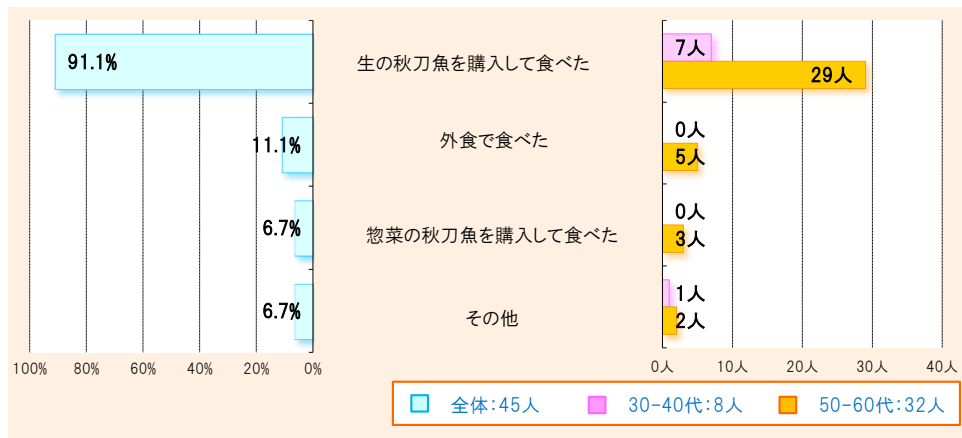 91.1% 生の秋刀魚を購入して食べた 7人
29人
11.1% 外食で食べた 0人
5人
6.7% 惣菜の秋刀魚を購入して食べた 0人
3人
6.7% その他 1人
2人
100% 80% 60% 40% 20% 0% 0人 10人 20人 30人 40人
全体:45人 30-40代:8人 50-60代:32人